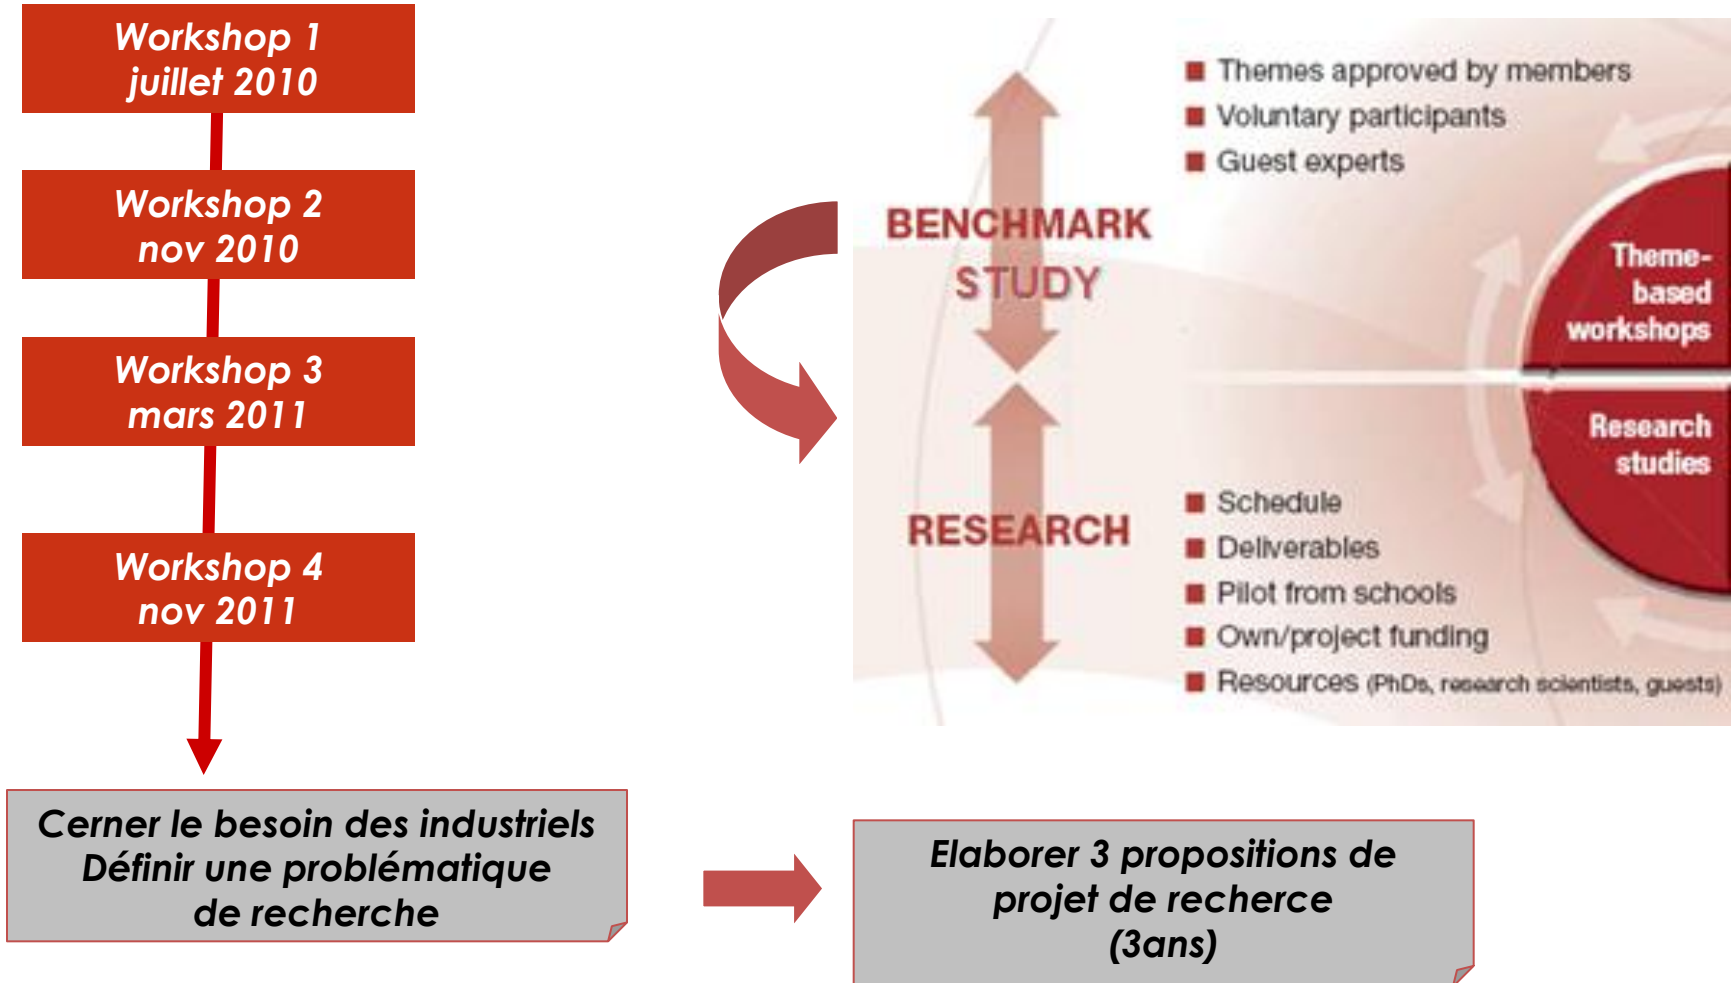 Workshop 1
juillet 2010
Workshop 2
nov 2010
Workshop 3
mars 2011
Workshop 4
nov 2011
Cerner le besoin des industriels
Définir une problématique
de recherche
Themes approved by members
Voluntary participants
Guest experts
BENCHMARK
STUDY
Theme-
based
workshops
Research
studies
RESEARCH
Schedule
Deliverables
Pilot from schools
Own/project funding
Resources (PhDs, research scientists, guests)
Elaborer 3 propositions de
projet de recherce
(3ans)